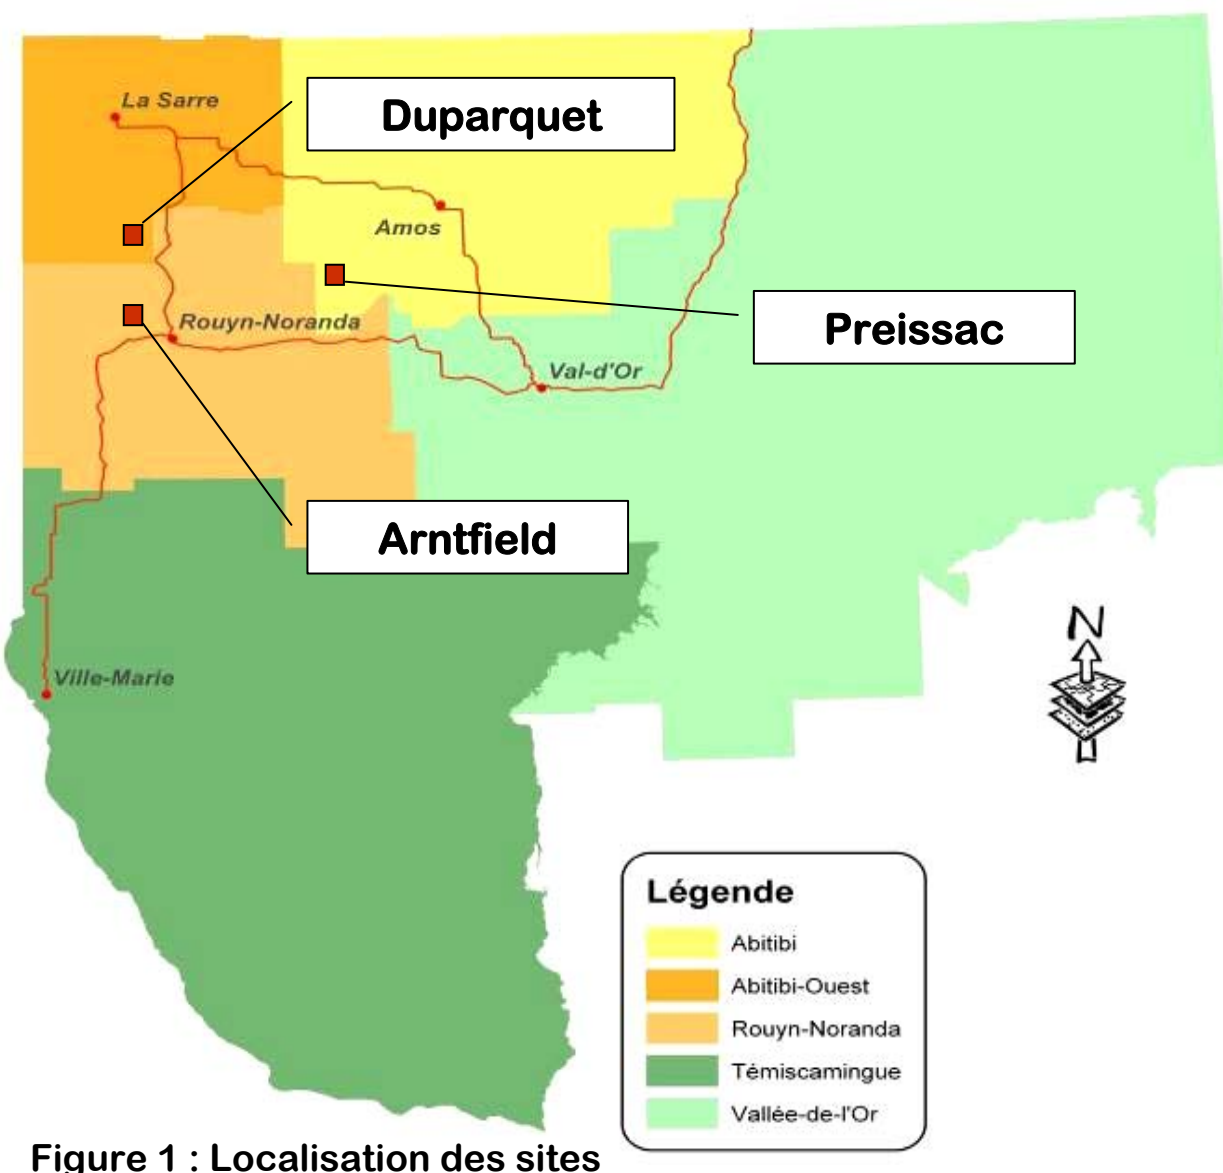 La Sarre
Duparquet
Amos
Preissac
Rouyn-Noranda
Val-d'Or
Arntfield
N
Ville-Marie
Légende
Abitibi
Abitibi-Ouest
Rouyn-Noranda
Témiscamingue
Vallée-de-l'Or
Figure 1 : Localisation des sites